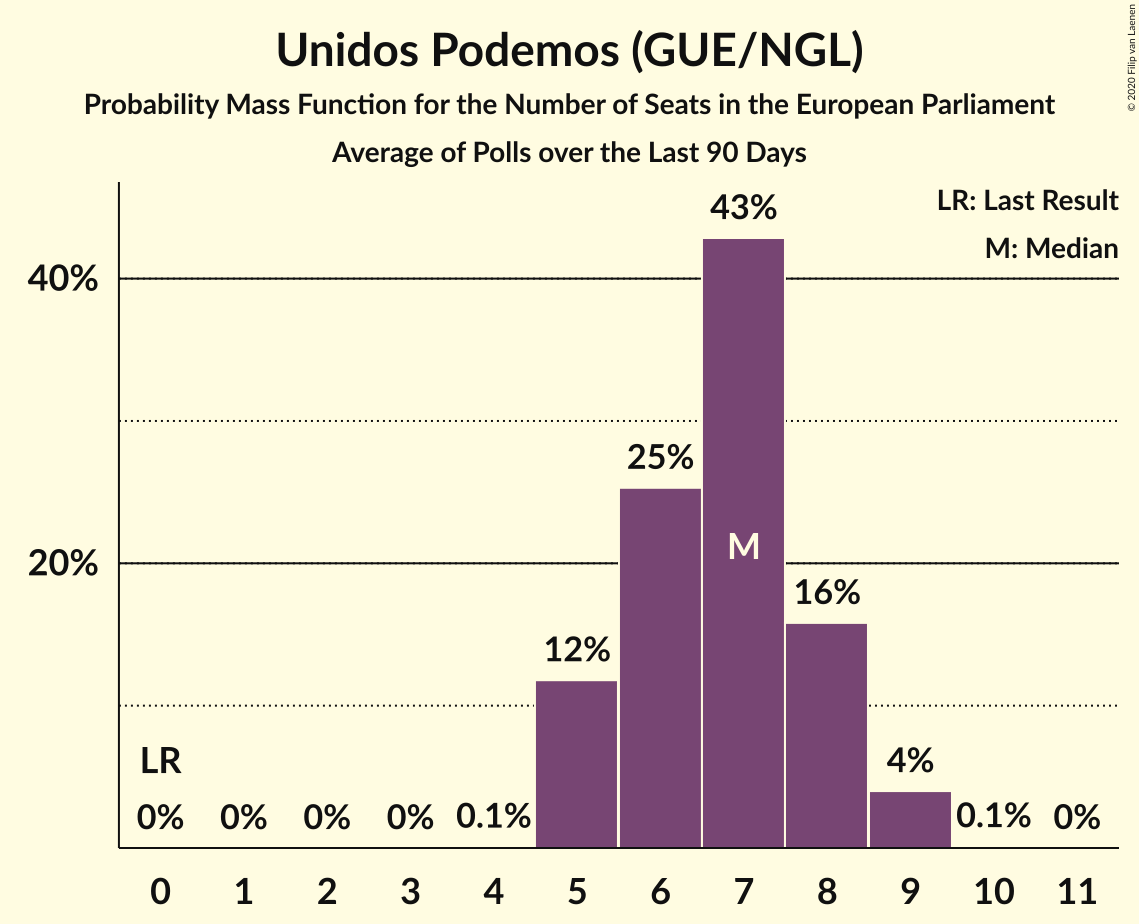 Unidos Podemos (GUE/NGL)
Probability Mass Function for the Number of Seats in the European Parliament
Average of Polls over the Last 90 Days
© 2020 Filip van Laenen
LR: Last Result
M: Median
43%
40%
25%
M
20%
16%
12%
LR
4%
0% 0% 0% 0% 0.1% 0.1% 0%
0 1 2 3 4 5 6 7 8 9 10 11